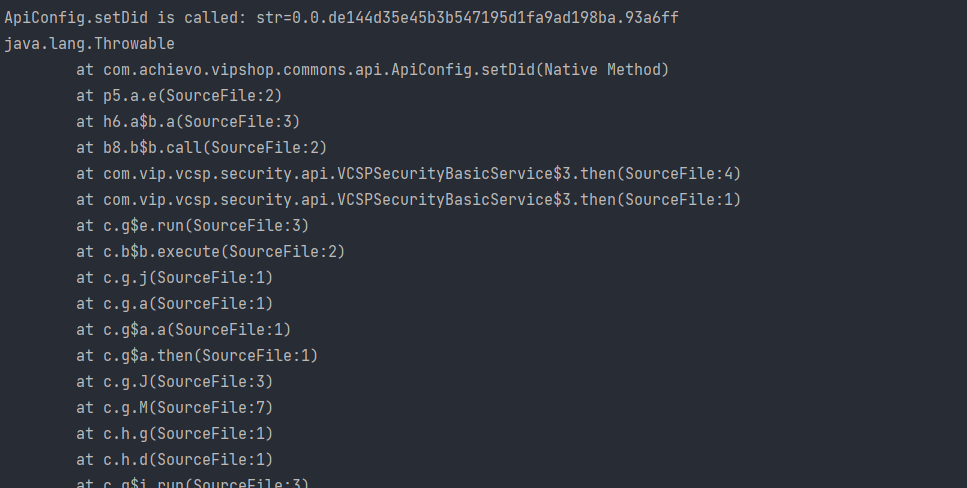 ApiConfig.setDid is called: str=0.0.de144d35e45b3b547195d1fa9ad198ba.93a6ff
java.lang.Throwable
at com.achievo.vipshop.commons.api.ApiConfig.setDid(Native Method)
at p5.a.e(SourceFile:2)
at h6.a$b.a(SourceFile:3)
at b8.b$b.call(SourceFile:2)
at com.vip.vcsp.security.api.VCSPSecurityBasicService$3.then(SourceFile:4)
at com.vip.vcsp.security.api.VCSPSecurityBasicService$3.then(SourceFile:1)
at c.g$e.run(SourceFile:3)
at c.b$b.execute(SourceFile:2)
at c.g.j(SourceFile:1)
at c.g.a(SourceFile:1)
at c.g$a.a(SourceFile:1)
at c.g$a.then(SourceFile:1)
at c.g.J(SourceFile:3)
at c.g.M(SourceFile:7)
at c.h.g(SourceFile:1)
at c.h.d(SourceFile:1)
at c.g$i.run(SourceFile:3)